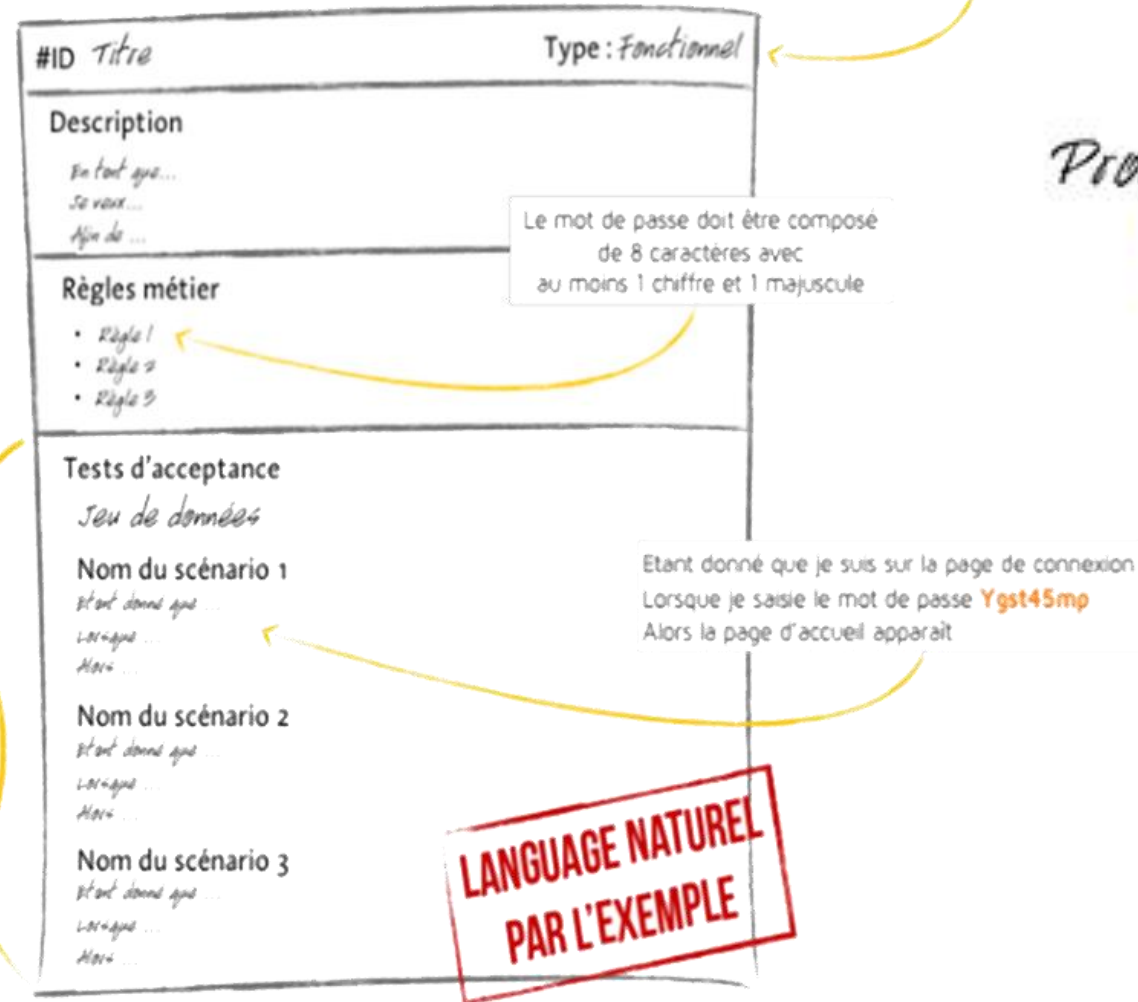 #ID Titre
Type : Fonctionnel
Description
En tant que...
Je veux...
Afin de ...
Le mot de passe doit être composé
de 8 caractères avec
au moins 1 chiffre et 1 majuscule
Règles métier
• Règle 1
• Règle 2
• Règle 3
Tests d'acceptance
Jeu de données
Nom du scénario 1
Etant donné que ...
Lorsque ...
Alors ...
Etant donné que je suis sur la page de connexion
Lorsque je saisie le mot de passe Ygst45mp
Alors la page d'accueil apparaît
Nom du scénario 2
Etant donné que ...
Lorsque ...
Alors ...
Nom du scénario 3
Etant donné que ...
Lorsque ...
Alors ...
LANGUAGE NATUREL
PAR L'EXEMPLE